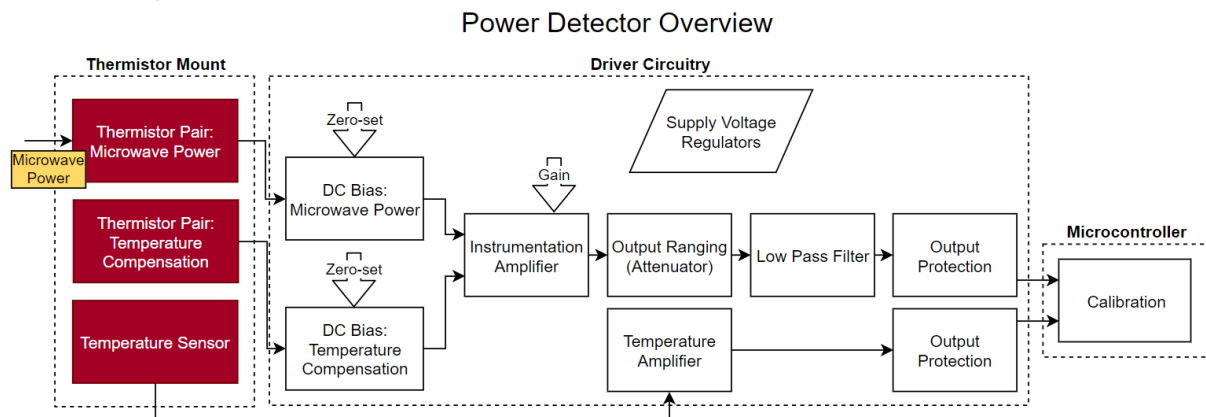 Power Detector Overview
Thermistor Mount
Driver Circuitry
Thermistor Pair:
Microwave Power
Microwave
Power
Zero-set
DC Bias:
Microwave Power
Supply Voltage
Regulators
Gain
Thermistor Pair:
Temperature
Compensation
Zero-set
DC Bias:
Temperature
Compensation
Instrumentation
Amplifier
Output Ranging
(Attenuator)
Low Pass Filter
Output
Protection
Microcontroller
Calibration
Temperature Sensor
Temperature
Amplifier
Output
Protection